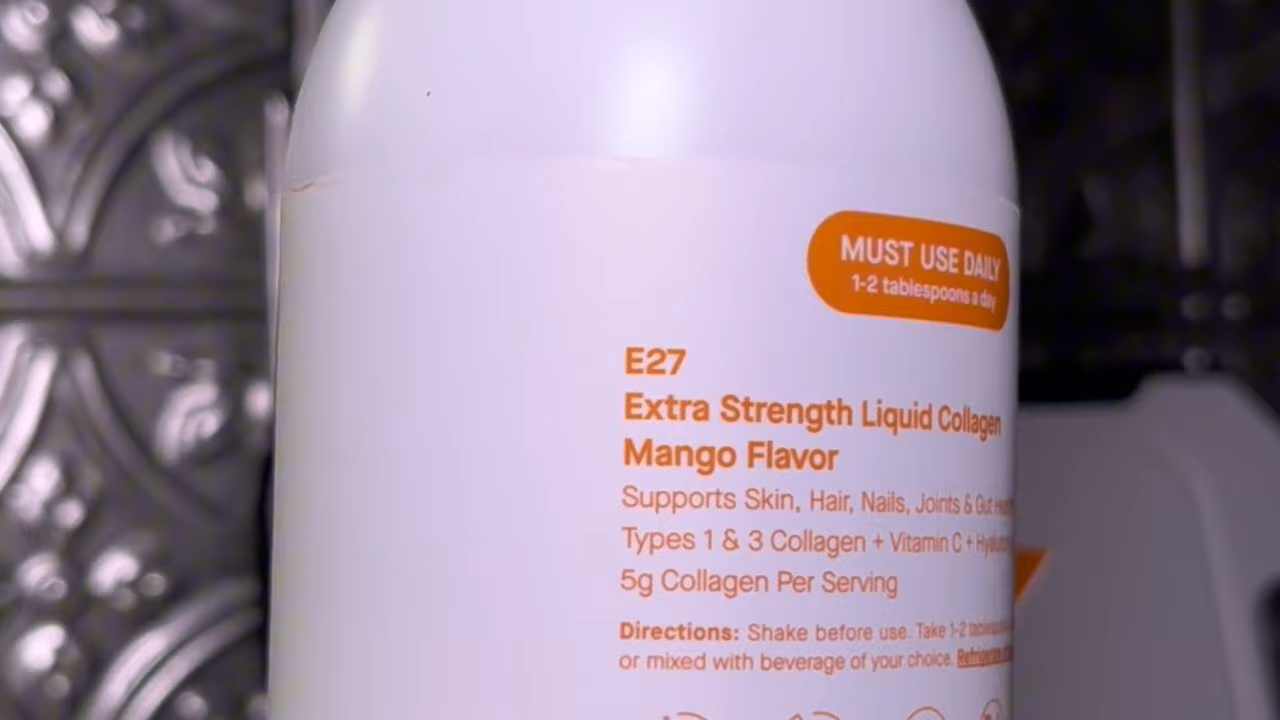 MUST USE DAILY
1-2 tablespoons a day
E27
Extra Strength Liquid Collagen
Mango Flavor
Supports Skin, Hair, Nails, Joints & Gut
Types 1 & 3 Collagen + Vitamin C +
5g Collagen Per Serving
Directions: Shake before use. Take 1-2
or mixed with beverage of your choice.